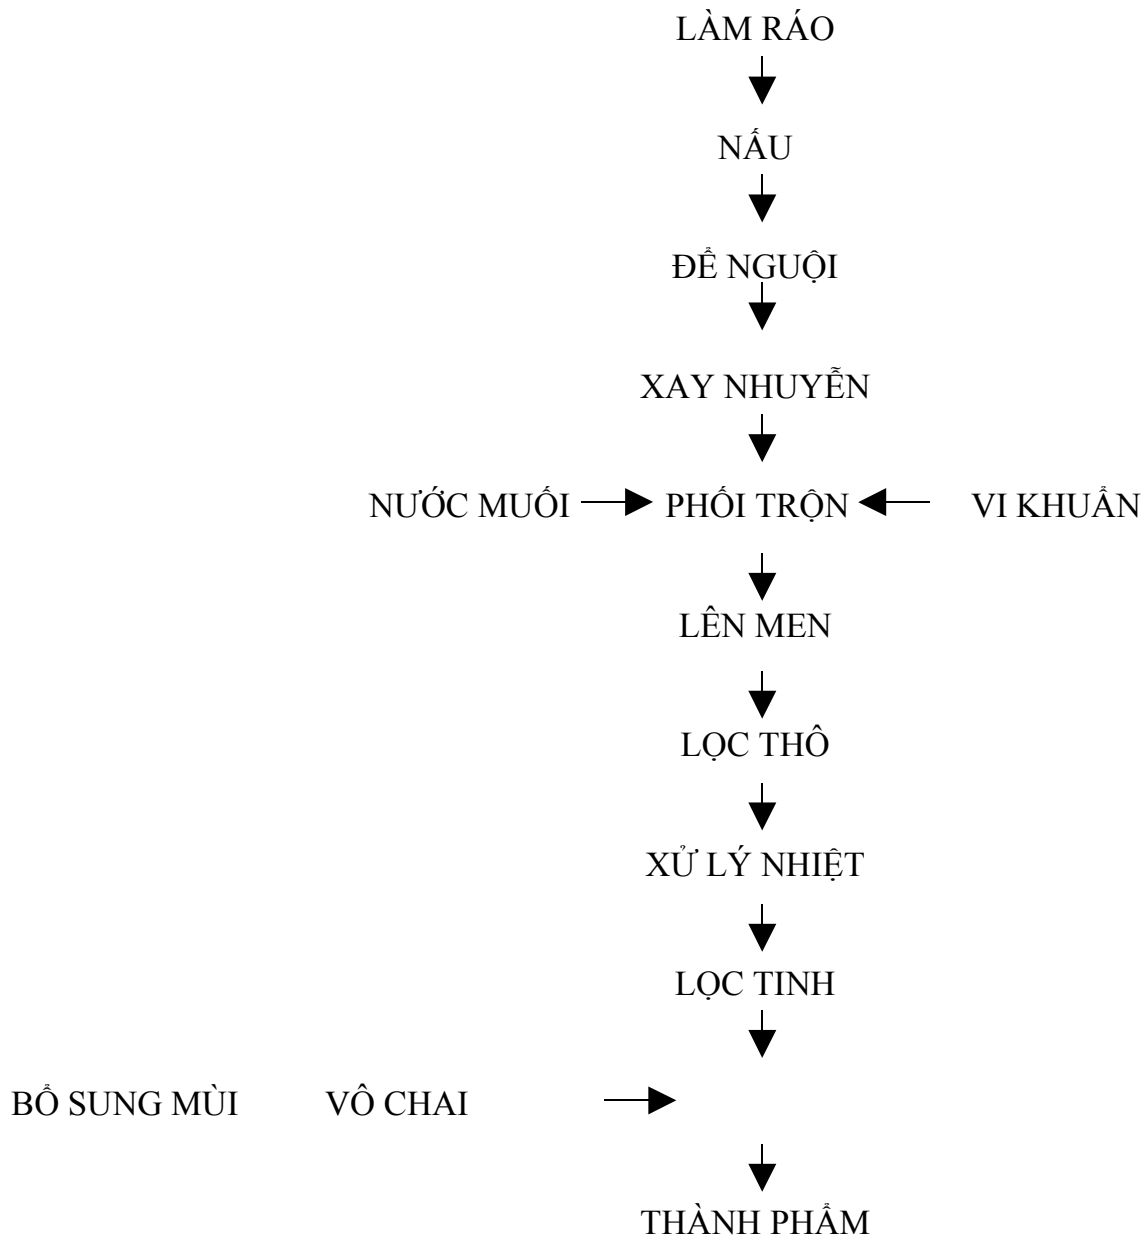 LÀM RÁO
NẤU
ĐỂ NGUỘI
XAY NHUYỄN
NƯỚC MUỐI PHỐI TRỘN VI KHUẨN
LÊN MEN
LỌC THÔ
XỬ LÝ NHIỆT
LỌC TINH
BỔ SUNG MÙI VÔ CHAI
THÀNH PHẨM